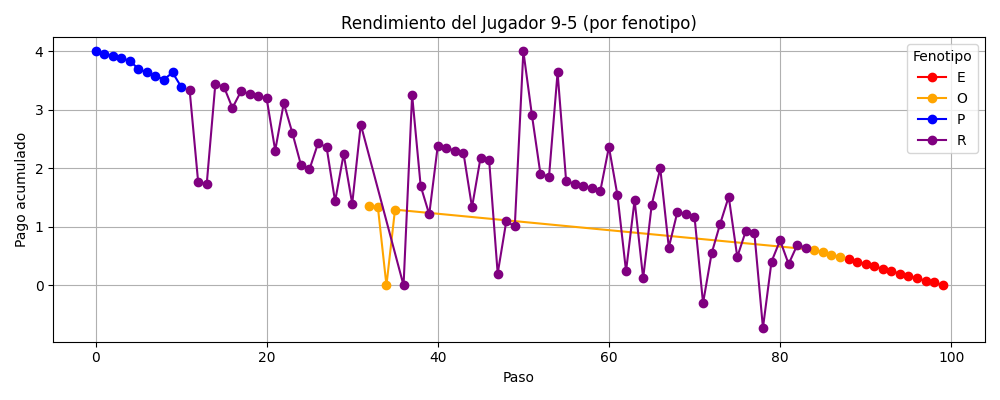 Rendimiento del Jugador 9-5 (por fenotipo)
Pago acumulado
4
3
2
1
0
0
20
40
60
80
100
Paso
Fenotipo
E
O
P
R